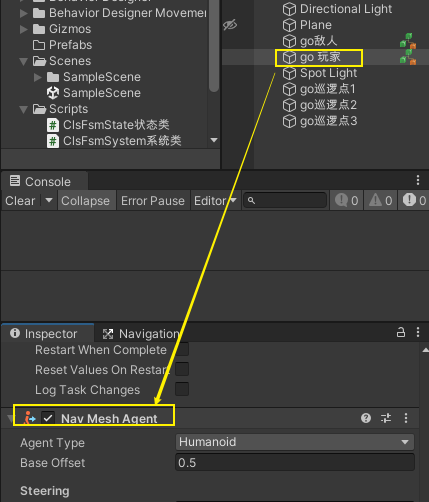 Behavior Designer
Behavior Designer Movemen
Gizmos
Prefabs
Scenes
SampleScene
SampleScene
Scripts
ClsFsmState状态类
ClsFsmSystem系统类
Directional Light
Plane
go敌人
go 玩家
Spot Light
go巡逻点1
go巡逻点2
go巡逻点3
Console
Clear Collapse Error Pause Editor 0 0 0
Inspector Navigation
Restart When Complete
Reset Values On Restart
Log Task Changes
Nav Mesh Agent
Agent Type Humanoid
Base Offset 0.5
Steering